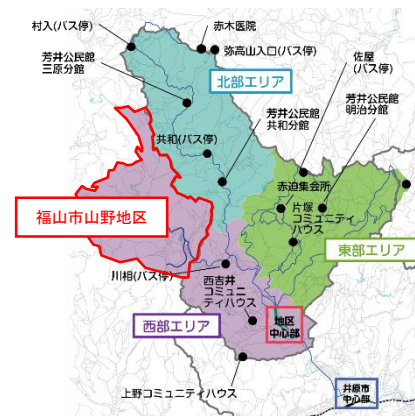 村入(バス停)
赤木医院
弥高山入口(バス停)
芳井公館
三原分館
北部エリア
佐屋
(バス停)
芳井公館
明治分館
芳井公館
共和分館
共和(バス停)
赤迫集会所
片塚
コミュニティ
ハウス
福山市山野地区
東部エリア
川相(バス停)
西吉井
コミュニ
ティハウス
西部エリア
地区
中心部
上野コミュニティハウス
井原市
中心部